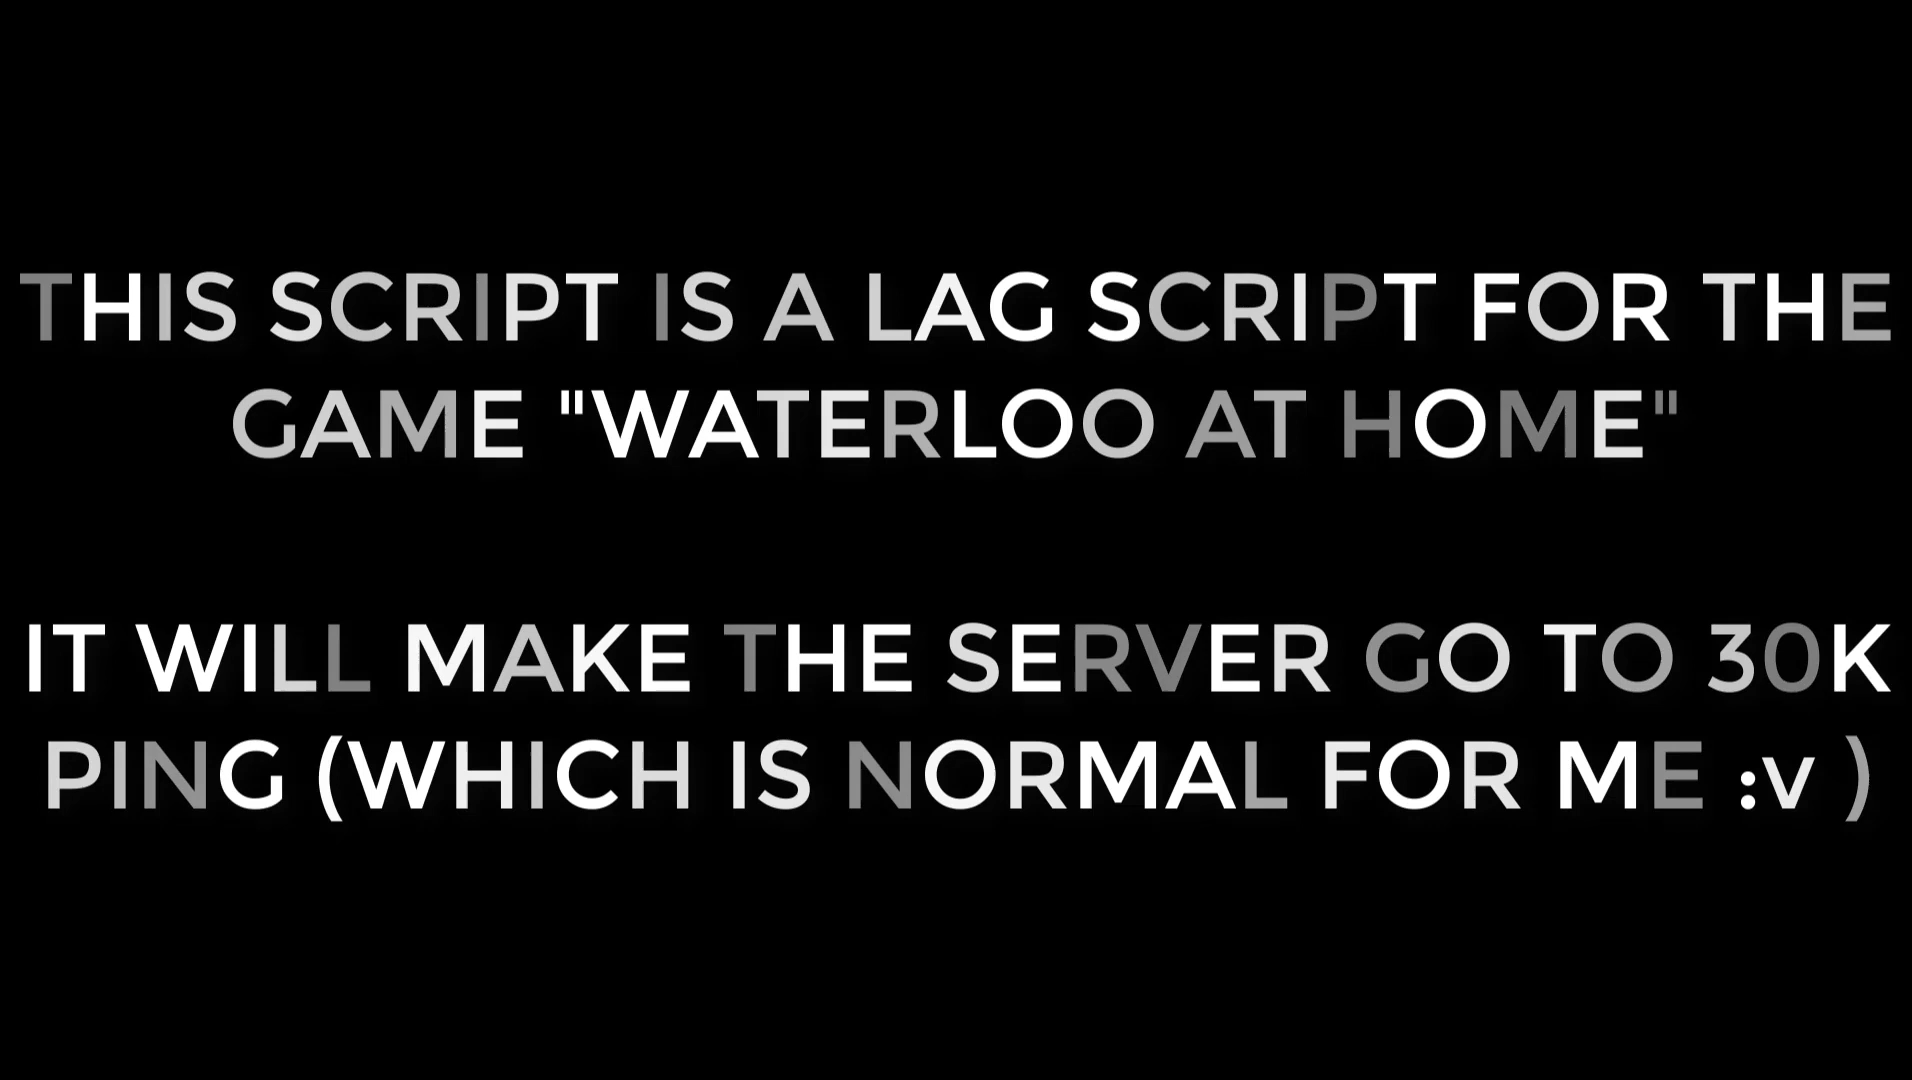 THIS SCRIPT IS A LAG SCRIPT FOR THE
GAME "WATERLOO AT HOME"
IT WILL MAKE THE SERVER GO TO 30K
PING (WHICH IS NORMAL FOR ME :v )